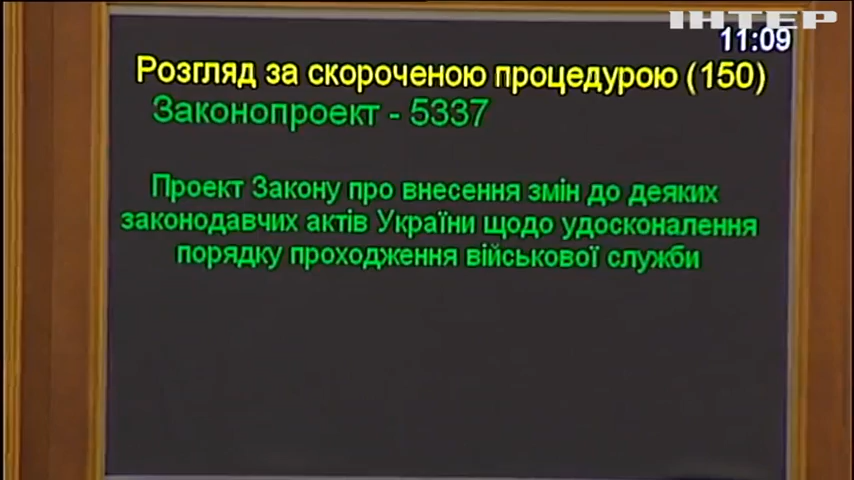 ІНТЕР
11:09
Розгляд за скороченою процедурою (150)
Законопроект - 5337
Проект Закону про внесення змін до деяких
законодавчих актів України щодо удосконалення
порядку проходження військової служби